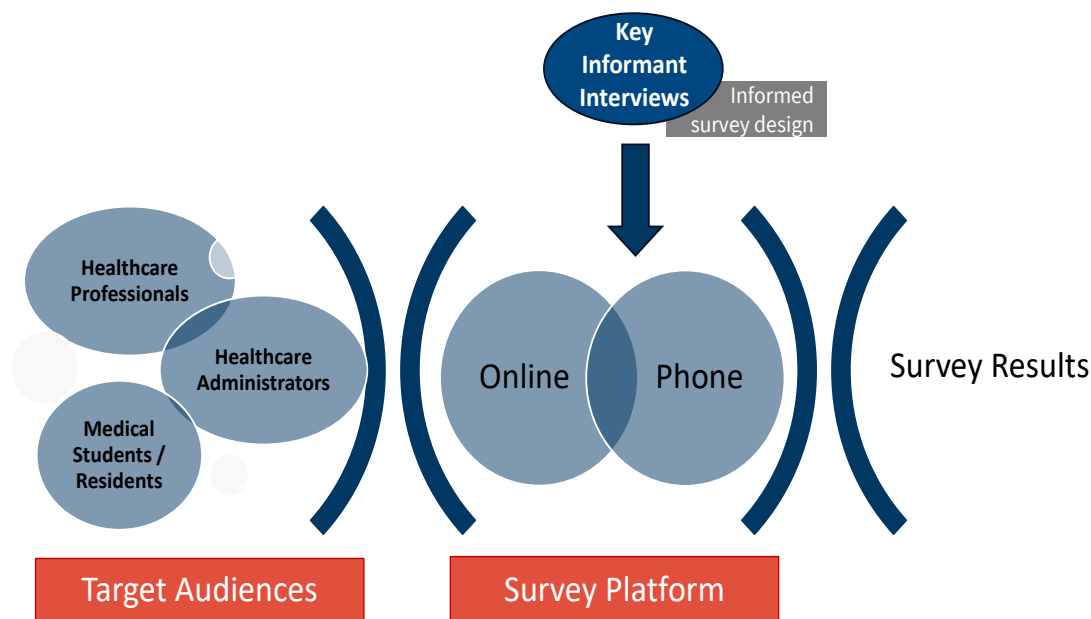 Key
Informant
Interviews
Informed
survey design
Healthcare
Professionals
Healthcare
Administrators
Medical
Students /
Residents
Online
Phone
Survey Results
Target Audiences
Survey Platform